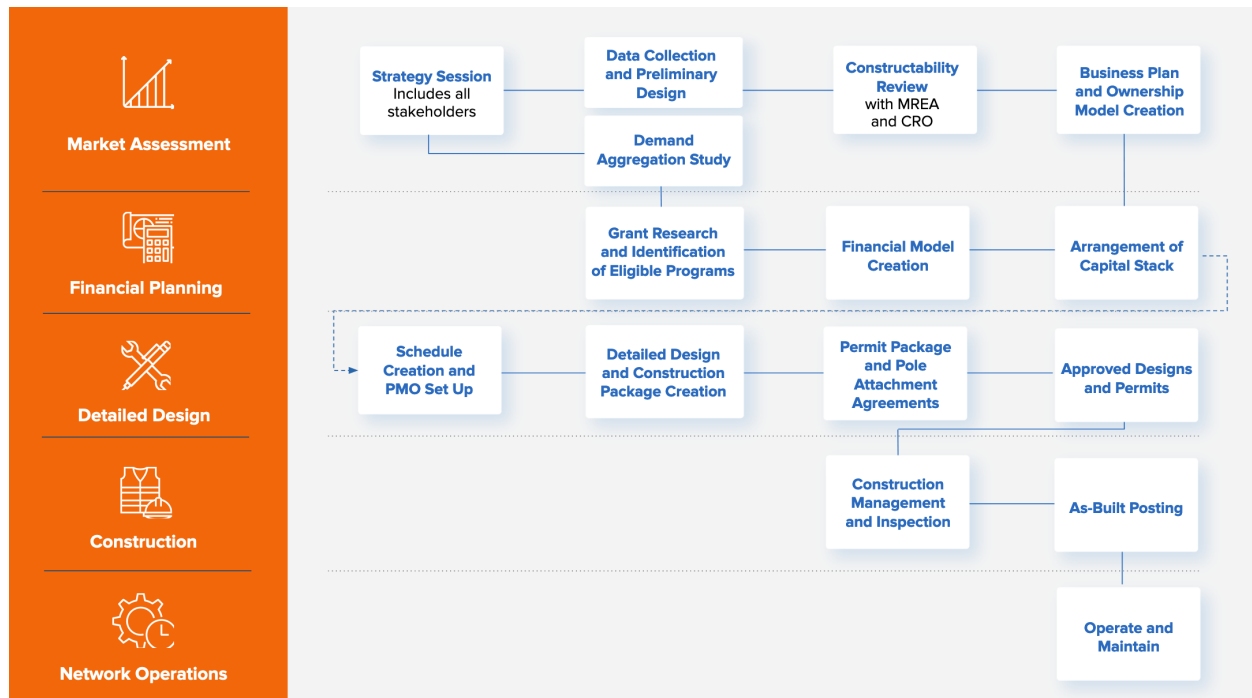 Market Assessment
Strategy Session
Includes all
stakeholders
Data Collection
and Preliminary
Design
Demand
Aggregation Study
Constructability
Review
with MREA
and CRO
Business Plan
and Ownership
Model Creation
Financial Planning
Grant Research
and Identification
of Eligible Programs
Financial Model
Creation
Arrangement of
Capital Stack
Detailed Design
Schedule
Creation and
PMO Set Up
Detailed Design
and Construction
Package Creation
Permit Package
and Pole
Attachment
Agreements
Approved Designs
and Permits
Construction
Construction
Management
and Inspection
As-Built Posting
Network Operations
Operate and
Maintain